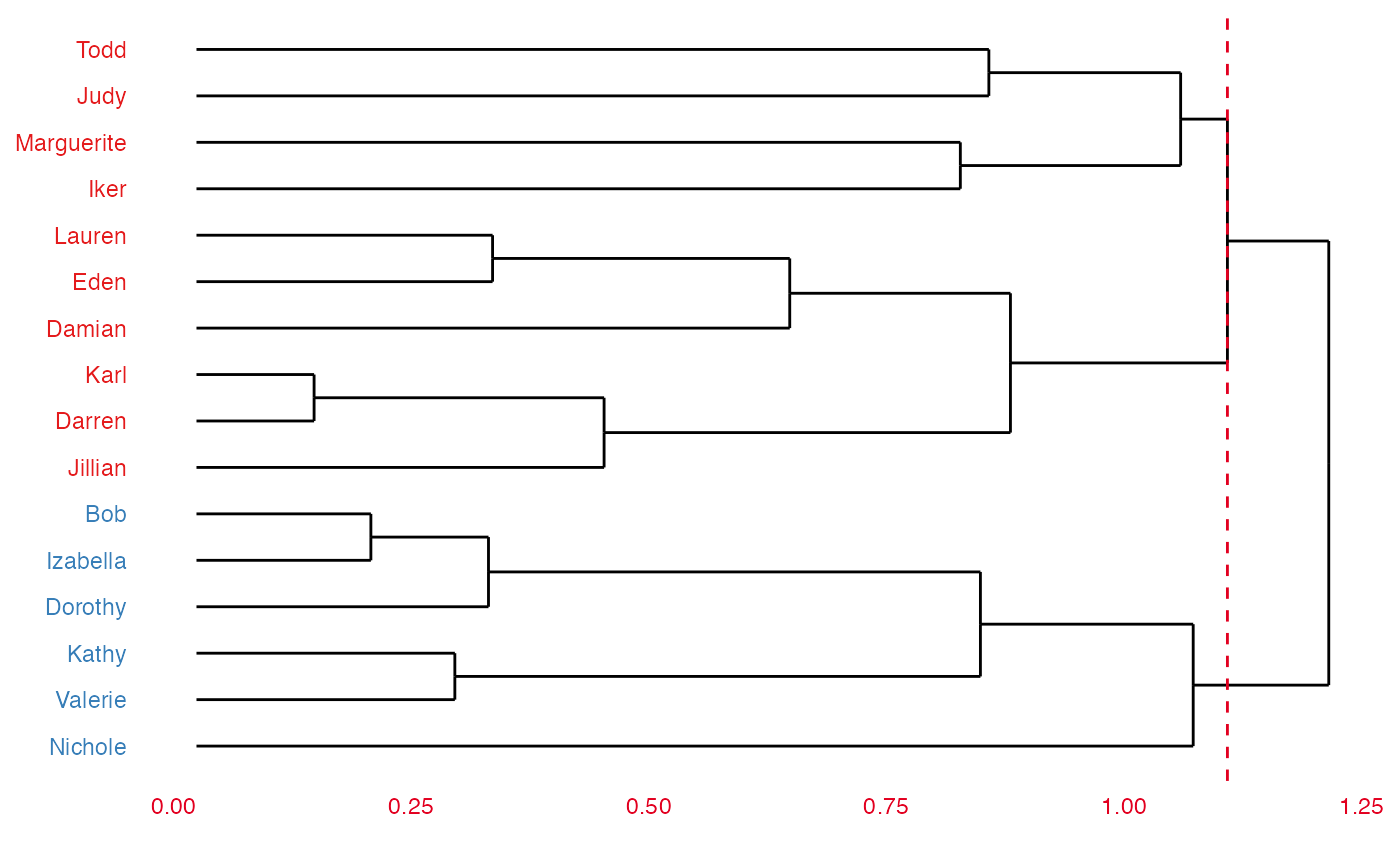 Todd
Judy
Marguerite
Iker
Lauren
Eden
Damian
Karl
Darren
Jillian
Bob
Izabella
Dorothy
Kathy
Valerie
Nichole
0.00 0.25 0.50 0.75 1.00 1.25